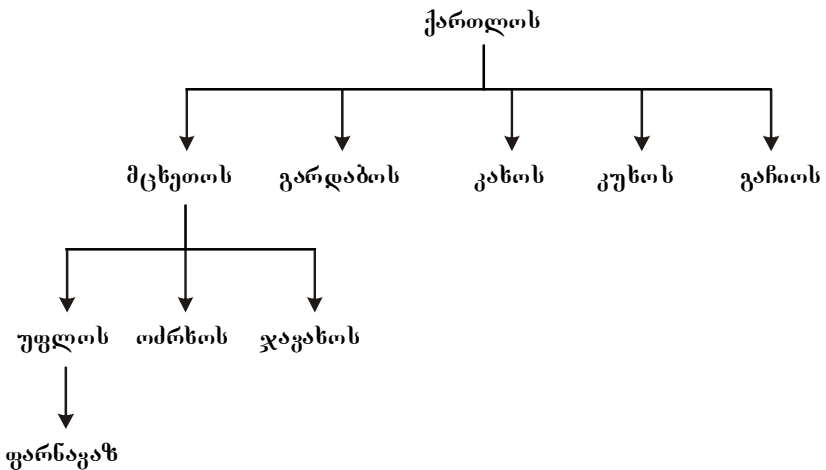 ქართლოს
მცხეთოს გარდაბოს კახოს კუხოს გაჩიოს
უფლოს ოძრხოს ჯავახოს
ფარნავაზ